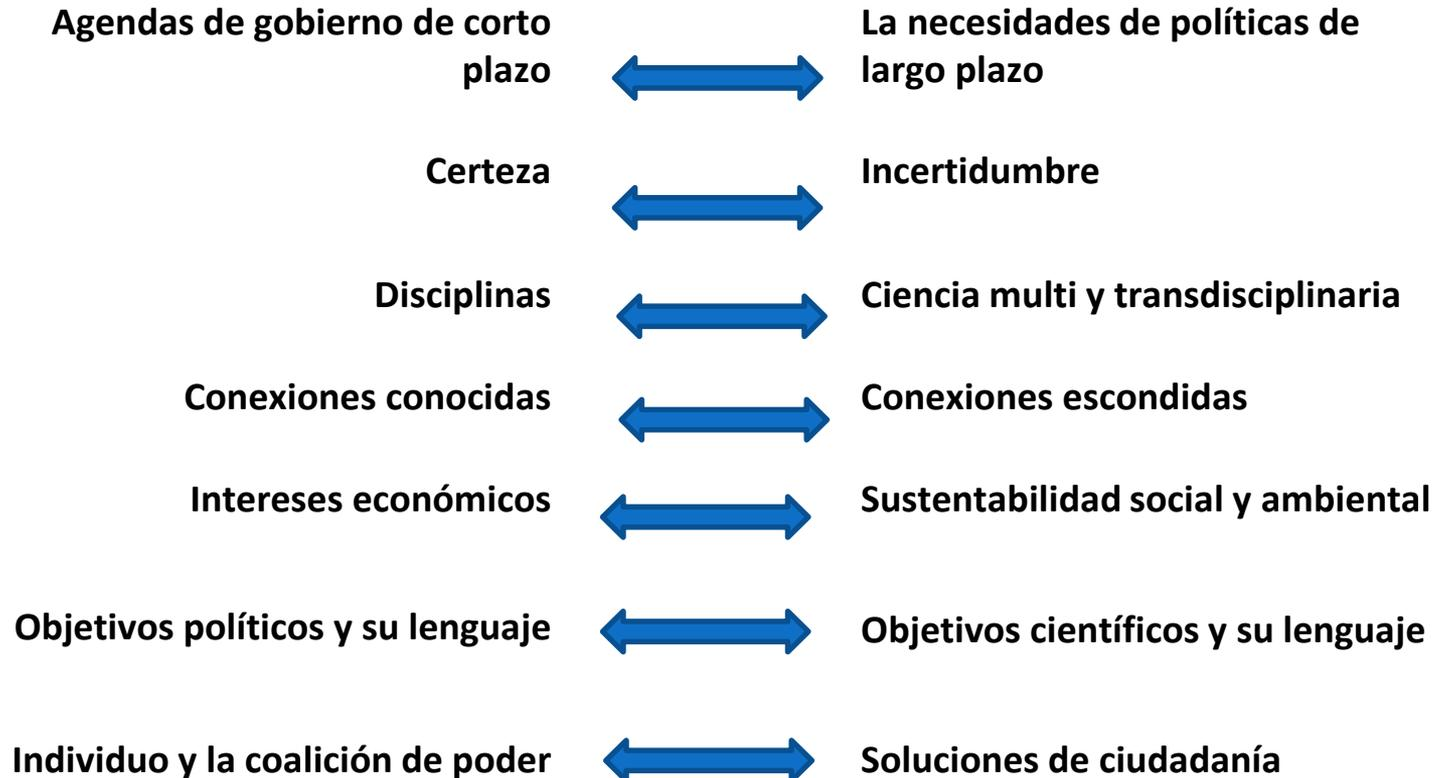 Agendas de gobierno de corto
plazo
La necesidades de políticas de
largo plazo
Certeza
Incertidumbre
Disciplinas
Ciencia multi y transdisciplinaria
Conexiones conocidas
Conexiones escondidas
Intereses económicos
Sustentabilidad social y ambiental
Objetivos políticos y su lenguaje
Objetivos científicos y su lenguaje
Individuo y la coalición de poder
Soluciones de ciudadanía